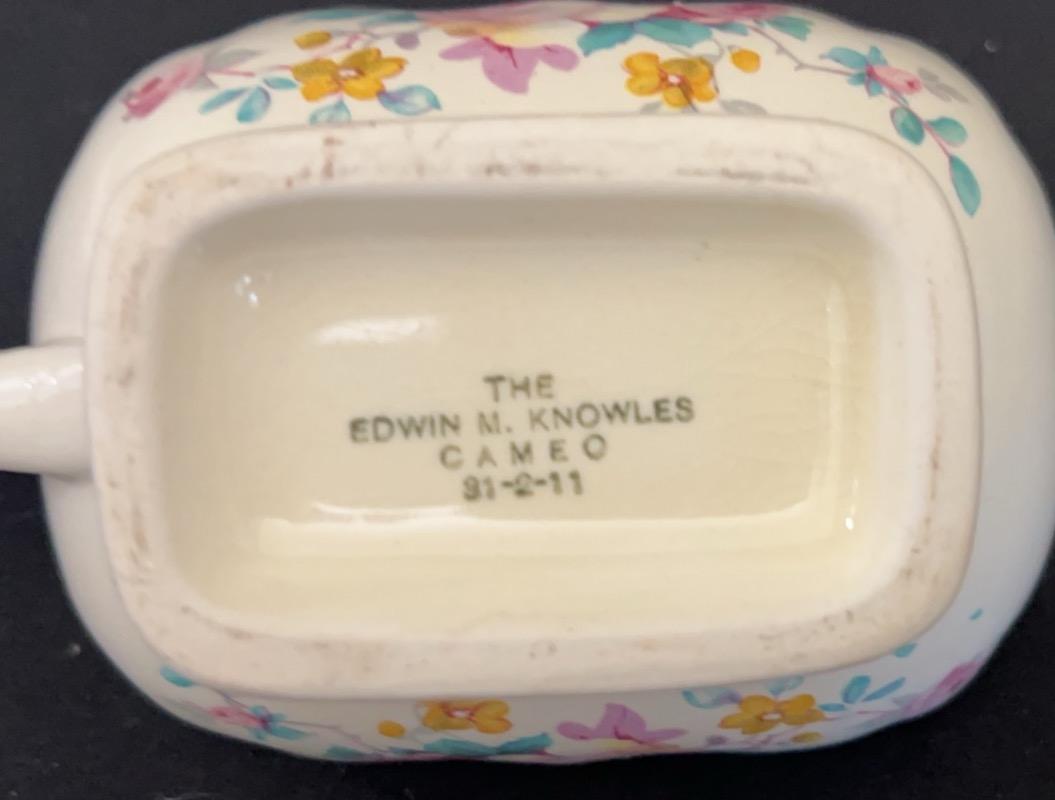 THE
EDWIN M. KNOWLES
CAMEO
31-2-11